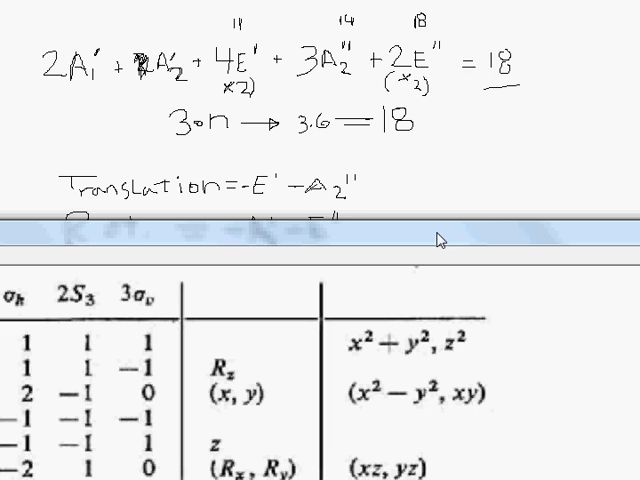 11 14 18
2A₁' + A₂' + 4E' + 3A₂'' + 2E'' = 18
(×2) (×2)
3·n → 3.6 = 18
Translation = -E' - A₂''
σh 2S₃ 3σv
1 1 1 x² + y², z²
1 1 −1 Rz
2 −1 0 (x, y) (x² − y², xy)
−1 −1 −1
−1 −1 1 z
−2 1 0 (Rx, Ry) (xz, yz)